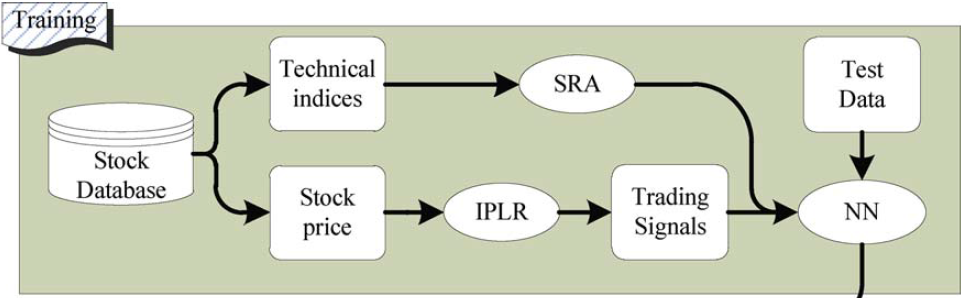 Training
Technical
indices
SRA
Test
Data
Stock
Database
Stock
price
IPLR
Trading
Signals
NN